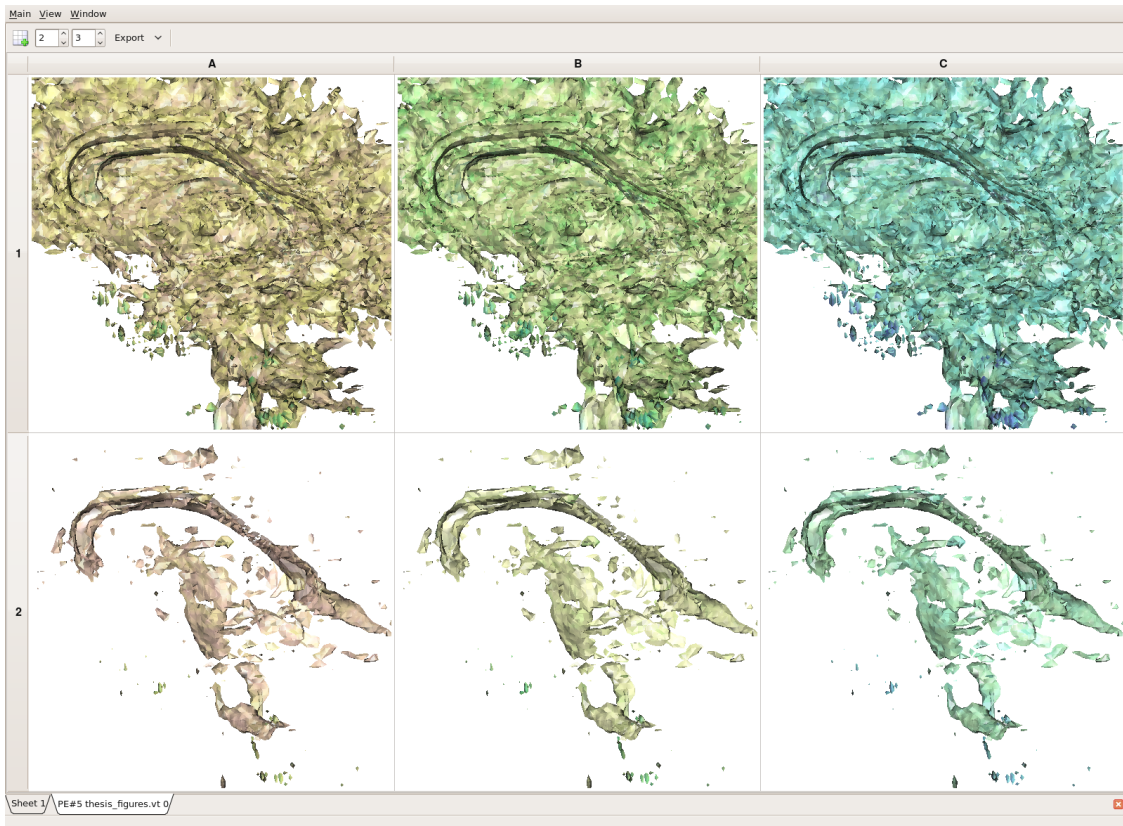 Main View Window
2 3 Export
A B C
1
2
Sheet 1 PE#5 thesis_figures.vt 0